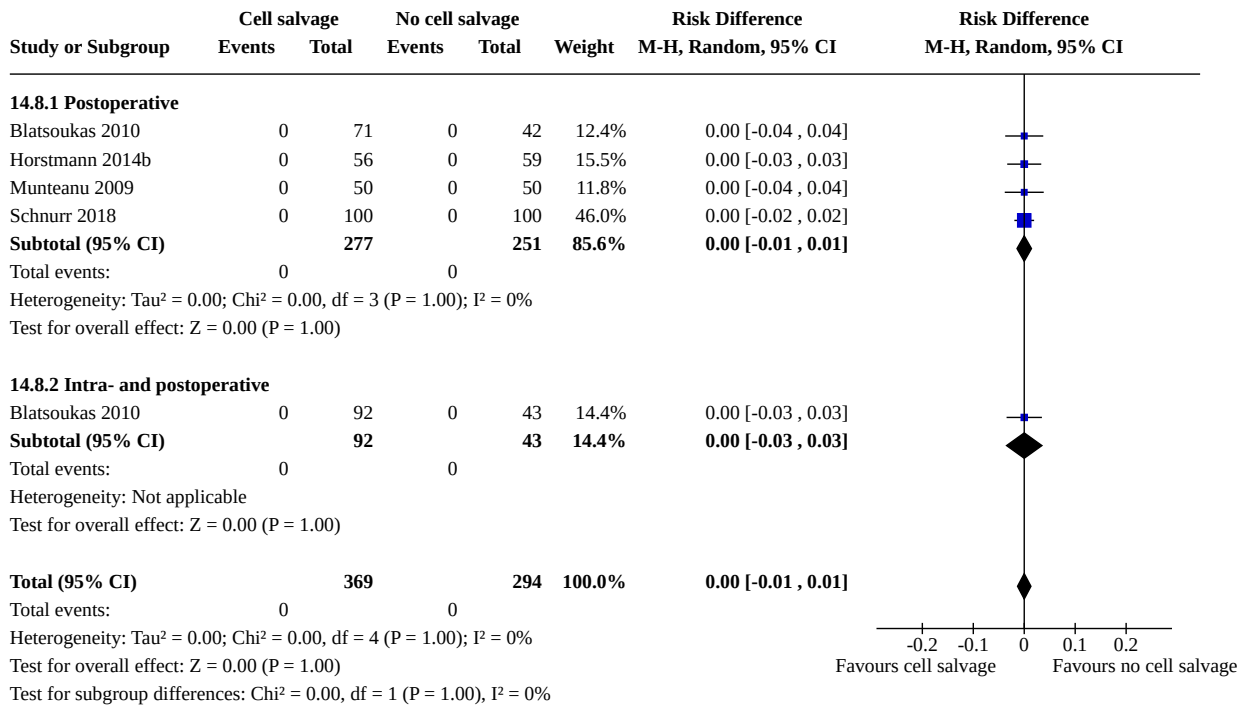 Cell salvage No cell salvage Risk Difference Risk Difference
Study or Subgroup Events Total Events Total Weight M-H, Random, 95% CI M-H, Random, 95% CI
14.8.1 Postoperative
Blatsoukas 2010 0 71 0 42 12.4% 0.00 [-0.04 , 0.04]
Horstmann 2014b 0 56 0 59 15.5% 0.00 [-0.03 , 0.03]
Munteanu 2009 0 50 0 50 11.8% 0.00 [-0.04 , 0.04]
Schnurr 2018 0 100 0 100 46.0% 0.00 [-0.02 , 0.02]
Subtotal (95% CI) 277 251 85.6% 0.00 [-0.01 , 0.01]
Total events: 0 0
Heterogeneity: Tau² = 0.00; Chi² = 0.00, df = 3 (P = 1.00); I² = 0%
Test for overall effect: Z = 0.00 (P = 1.00)
14.8.2 Intra- and postoperative
Blatsoukas 2010 0 92 0 43 14.4% 0.00 [-0.03 , 0.03]
Subtotal (95% CI) 92 43 14.4% 0.00 [-0.03 , 0.03]
Total events: 0 0
Heterogeneity: Not applicable
Test for overall effect: Z = 0.00 (P = 1.00)
Total (95% CI) 369 294 100.0% 0.00 [-0.01 , 0.01]
Total events: 0 0
Heterogeneity: Tau² = 0.00; Chi² = 0.00, df = 4 (P = 1.00); I² = 0%
-0.2 -0.1 0 0.1 0.2
Test for overall effect: Z = 0.00 (P = 1.00) Favours cell salvage Favours no cell salvage
Test for subgroup differences: Chi² = 0.00, df = 1 (P = 1.00), I² = 0%